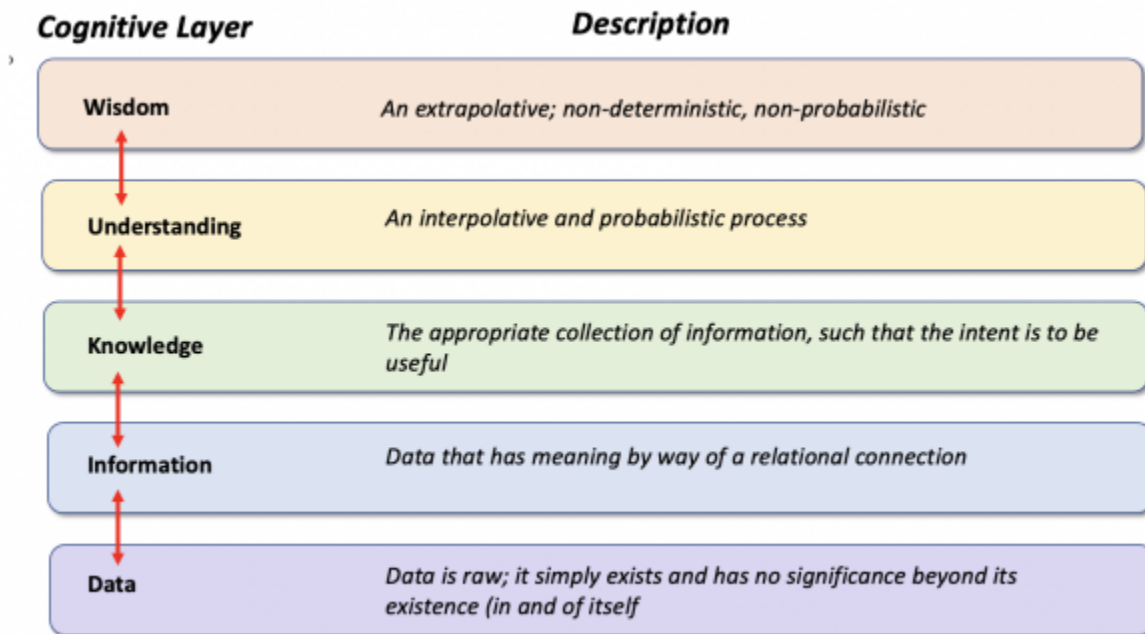 Cognitive Layer Description
Wisdom An extrapolative; non-deterministic, non-probabilistic
Understanding An interpolative and probabilistic process
Knowledge The appropriate collection of information, such that the intent is to be
useful
Information Data that has meaning by way of a relational connection
Data Data is raw; it simply exists and has no significance beyond its
existence (in and of itself